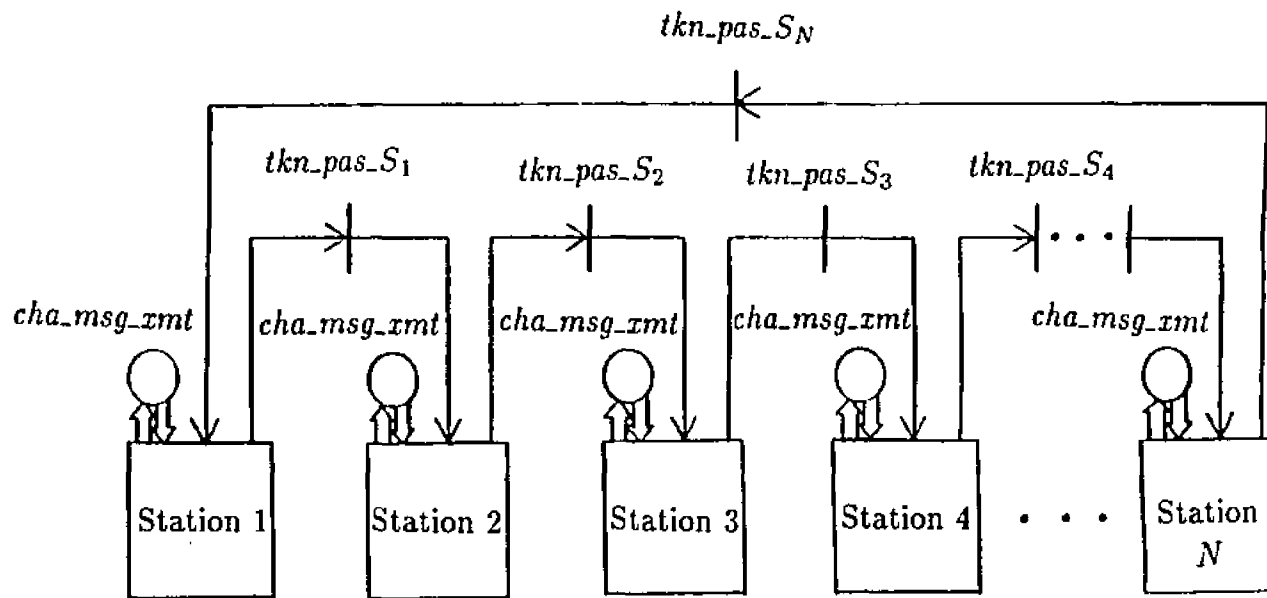 tkn_pas_S_N
tkn_pas_S_1
tkn_pas_S_2
tkn_pas_S_3
tkn_pas_S_4
. . .
cha_msg_xmt
cha_msg_xmt
cha_msg_xmt
cha_msg_xmt
cha_msg_xmt
Station 1
Station 2
Station 3
Station 4
. . .
Station
N